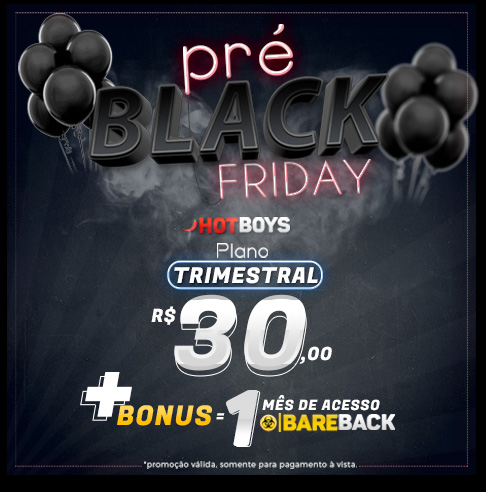 pré
BLACK
FRIDAY
HOTBOYS
Plano
TRIMESTRAL
R$ 30,00
+BONUS = 1 MÊS DE ACESSO
BAREBACK
*promoção válida, somente para pagamento à vista.